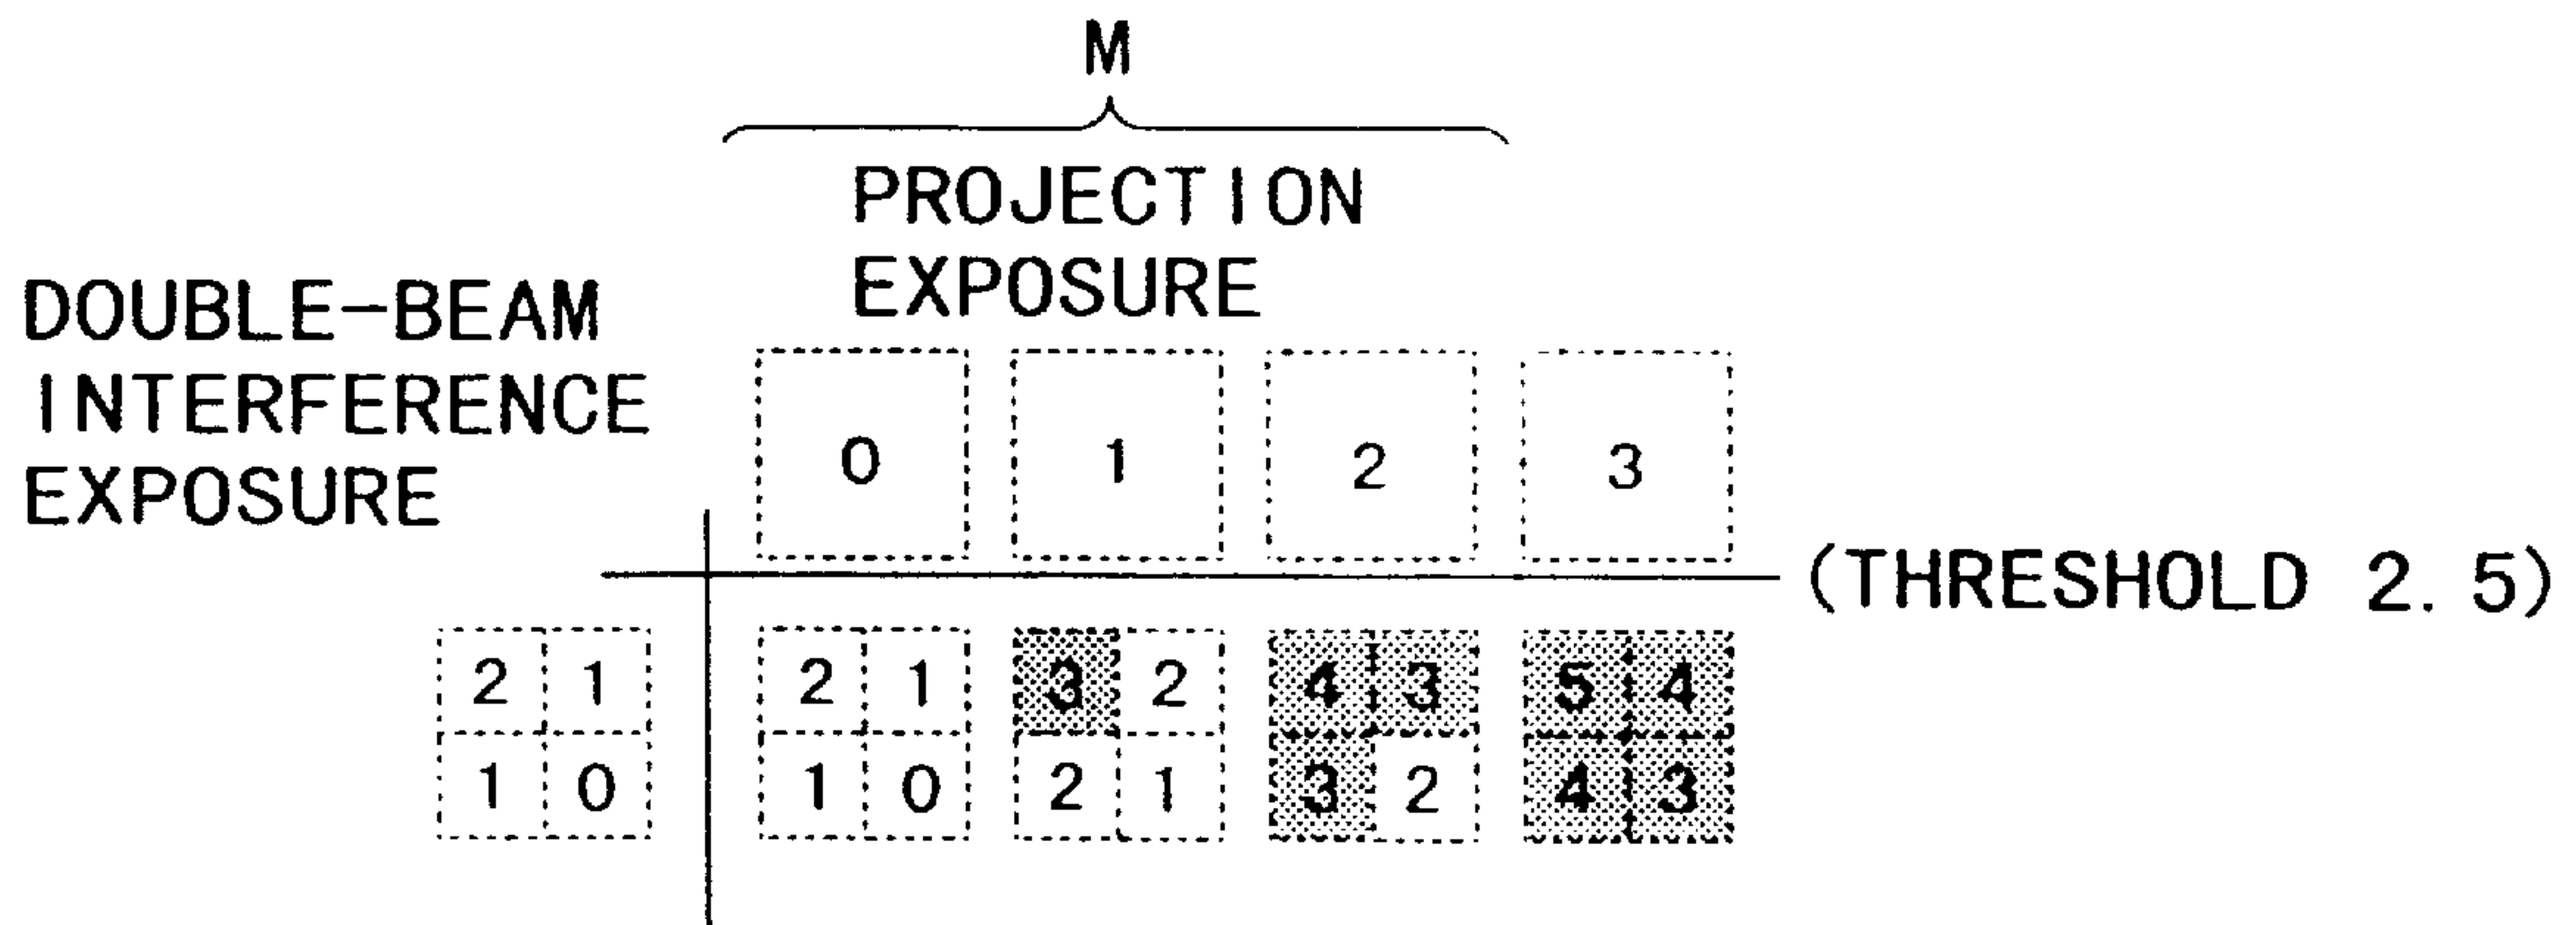 M
PROJECTION
EXPOSURE
DOUBLE-BEAM
INTERFERENCE
EXPOSURE
0 1 2 3
(THRESHOLD 2.5)
2 1 2 1 3 2 4 3 5 4
1 0 1 0 2 1 3 2 4 3